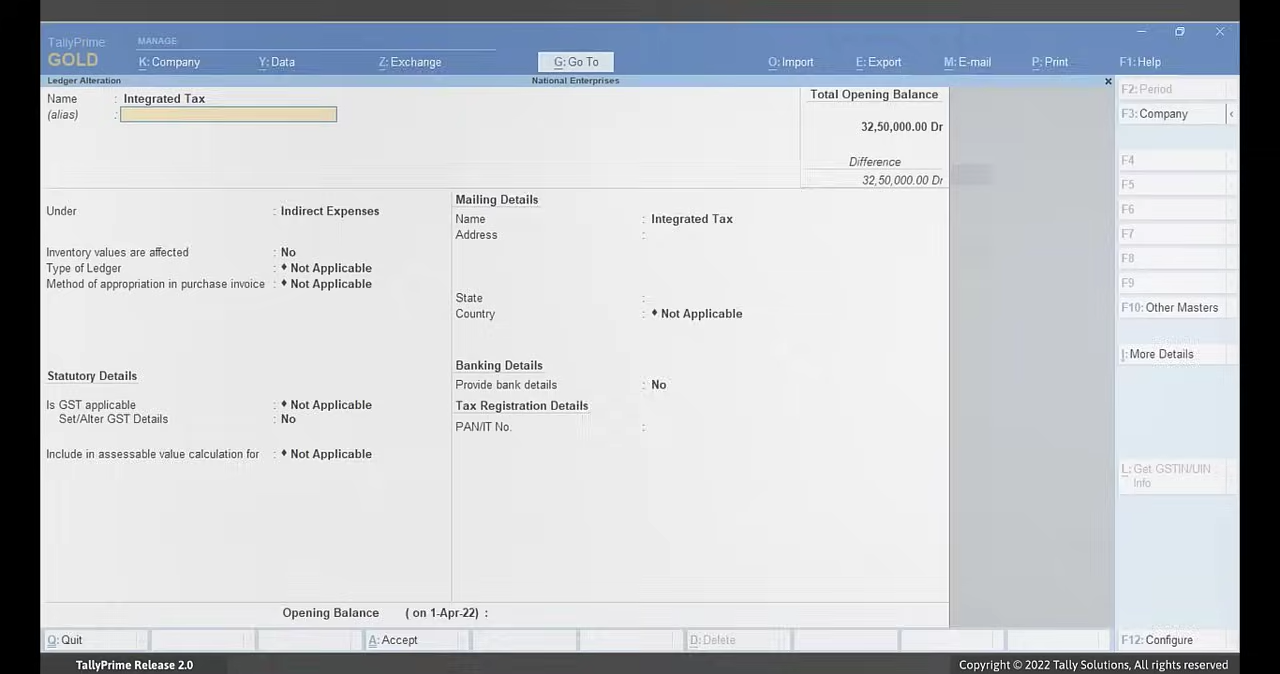 TallyPrime
GOLD
MANAGE
K: Company
Y: Data
Z: Exchange
G: Go To
O: Import
E: Export
M: E-mail
P: Print
F1: Help
Ledger Alteration
National Enterprises
×
F2: Period
F3: Company
F4
F5
F6
F7
F8
F9
F10: Other Masters
I: More Details
L: Get GSTIN/UIN
Info
F12: Configure
Name : Integrated Tax
(alias) :
Total Opening Balance
32,50,000.00 Dr
Difference
32,50,000.00 Dr
Under : Indirect Expenses
Inventory values are affected : No
Type of Ledger : ♦ Not Applicable
Method of appropriation in purchase invoice : ♦ Not Applicable
Statutory Details
Is GST applicable : ♦ Not Applicable
Set/Alter GST Details : No
Include in assessable value calculation for : ♦ Not Applicable
Mailing Details
Name : Integrated Tax
Address :
State :
Country : ♦ Not Applicable
Banking Details
Provide bank details : No
Tax Registration Details
PAN/IT No. :
Opening Balance ( on 1-Apr-22) :
Q: Quit
A: Accept
D: Delete
TallyPrime Release 2.0
Copyright © 2022 Tally Solutions, All rights reserved